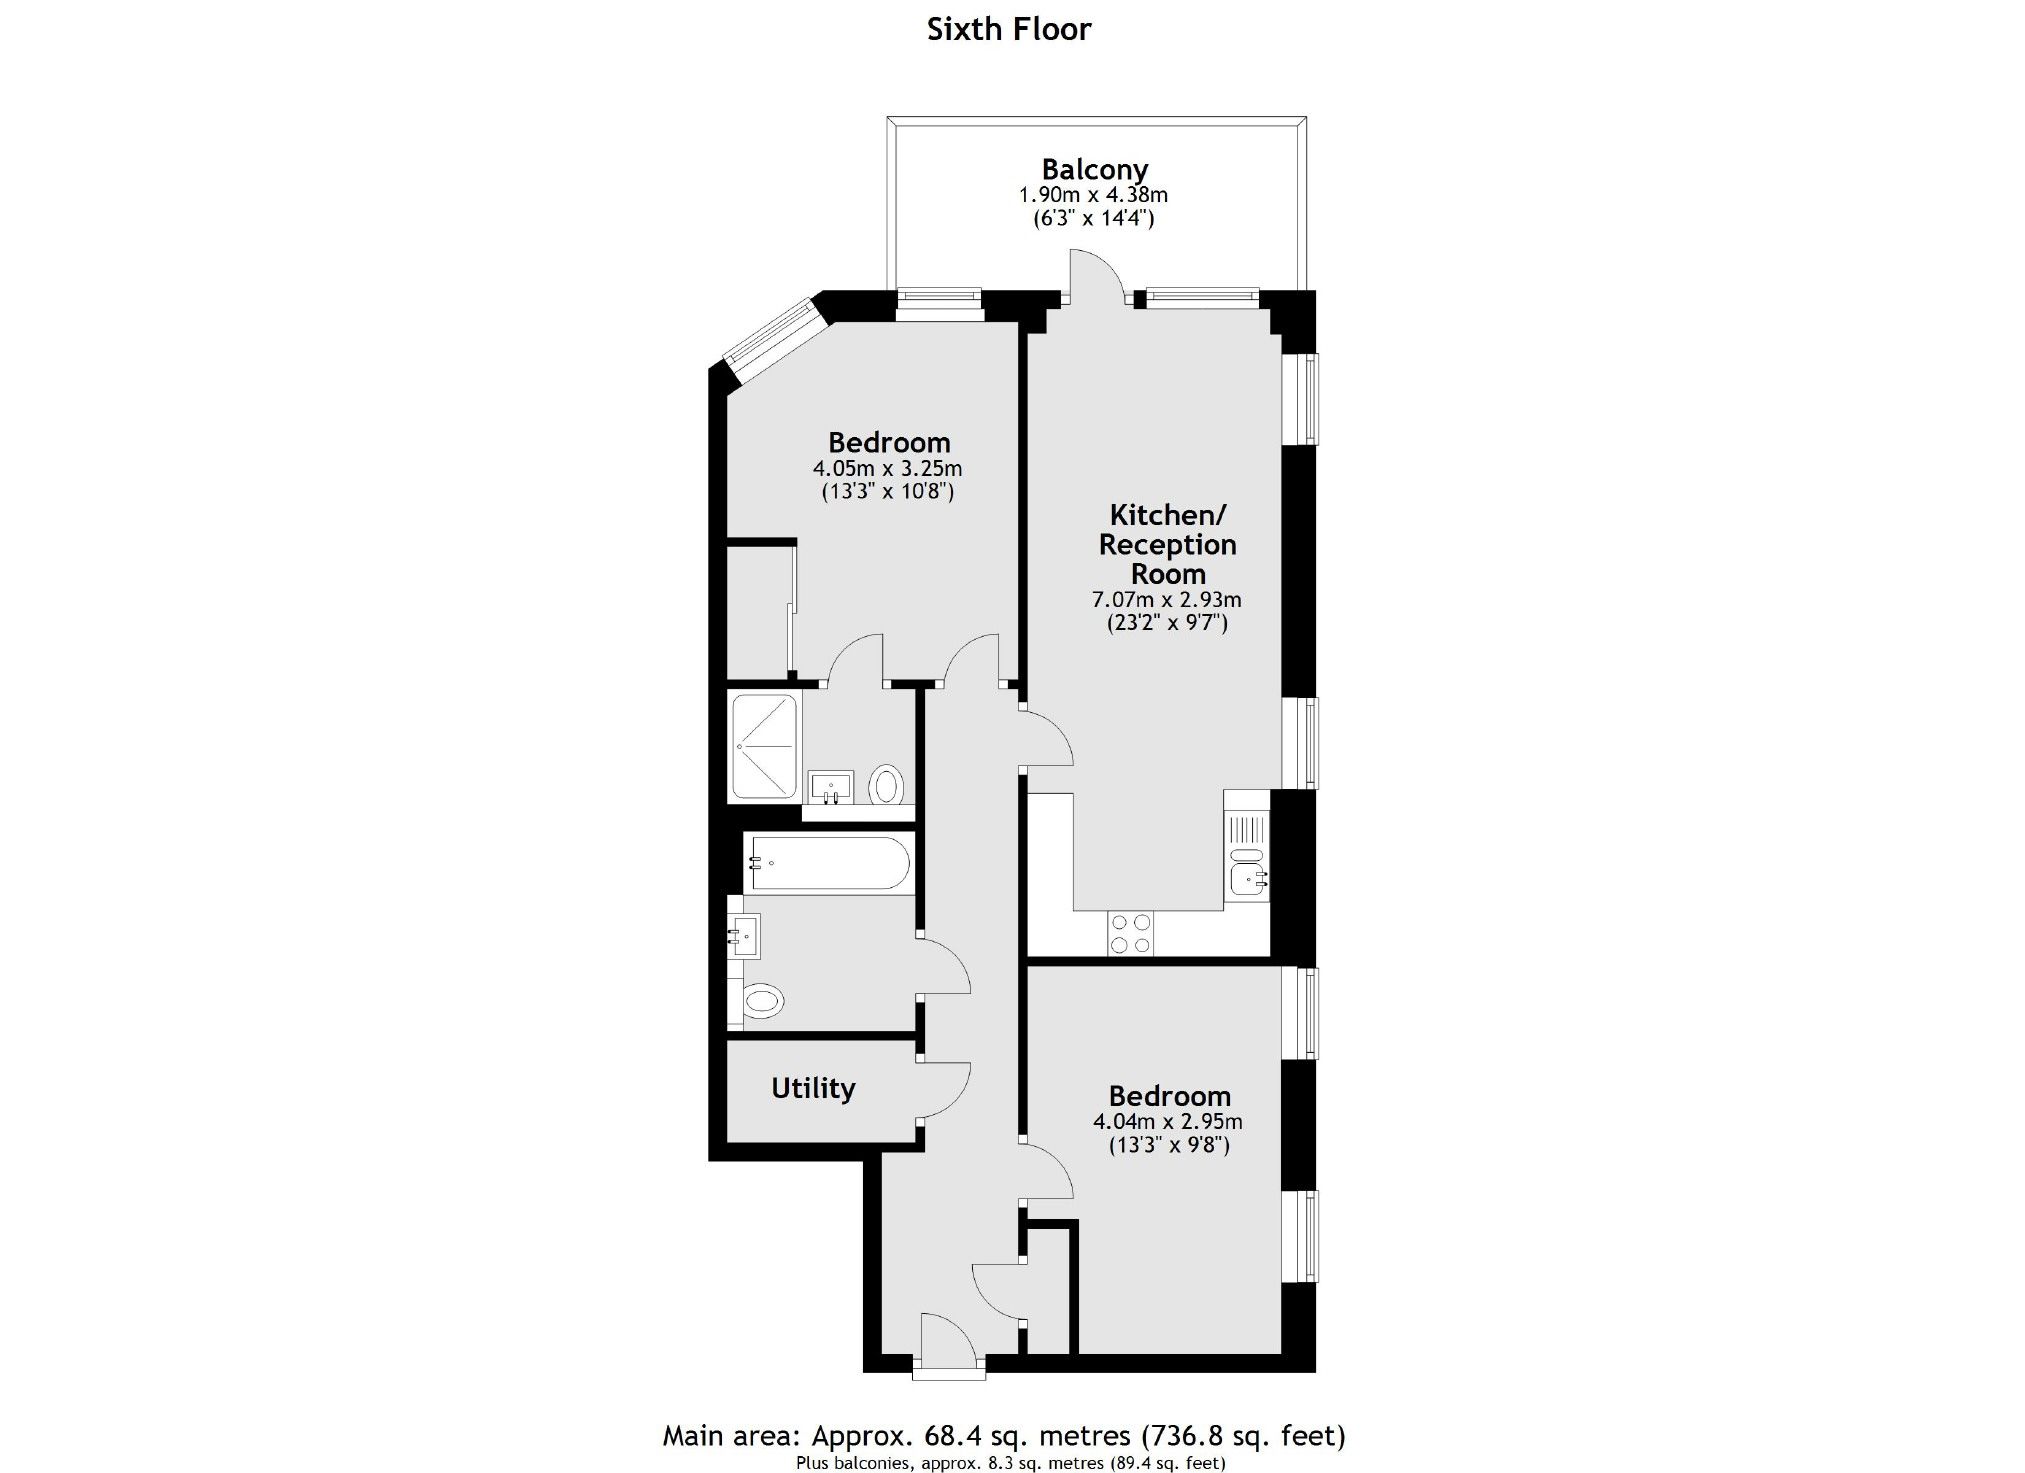 Sixth Floor
Balcony
1.90m x 4.38m
(6'3" x 14'4")
Bedroom
4.05m x 3.25m
(13'3" x 10'8")
Kitchen/
Reception
Room
7.07m x 2.93m
(23'2" x 9'7")
Utility
Bedroom
4.04m x 2.95m
(13'3" x 9'8")
Main area: Approx. 68.4 sq. metres (736.8 sq. feet)
Plus balconies, approx. 8.3 sq. metres (89.4 sq. feet)